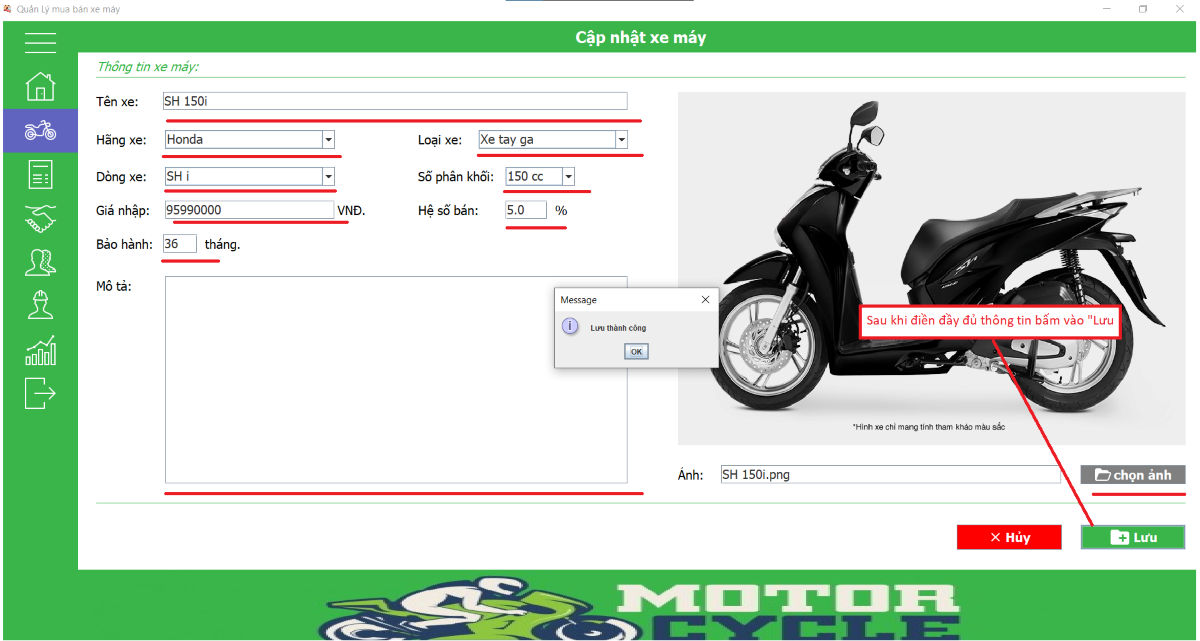 Quản lý mua bán xe máy
Cập nhật xe máy
Thông tin xe máy:
Tên xe: SH 150i
Hãng xe: Honda Loại xe: Xe tay ga
Dòng xe: SH i Số phân khối: 150 cc
Giá nhập: 95990000 VNĐ. Hệ số bán: 5.0 %
Bảo hành: 36 tháng.
Mô tả:
Message
Lưu thành công
OK
Sau khi điền đầy đủ thông tin bấm vào "Lưu
*Hình xe chỉ mang tính tham khảo màu sắc
Ảnh: SH 150i.png chọn ảnh
Hủy Lưu
MOTOR
CYCLE